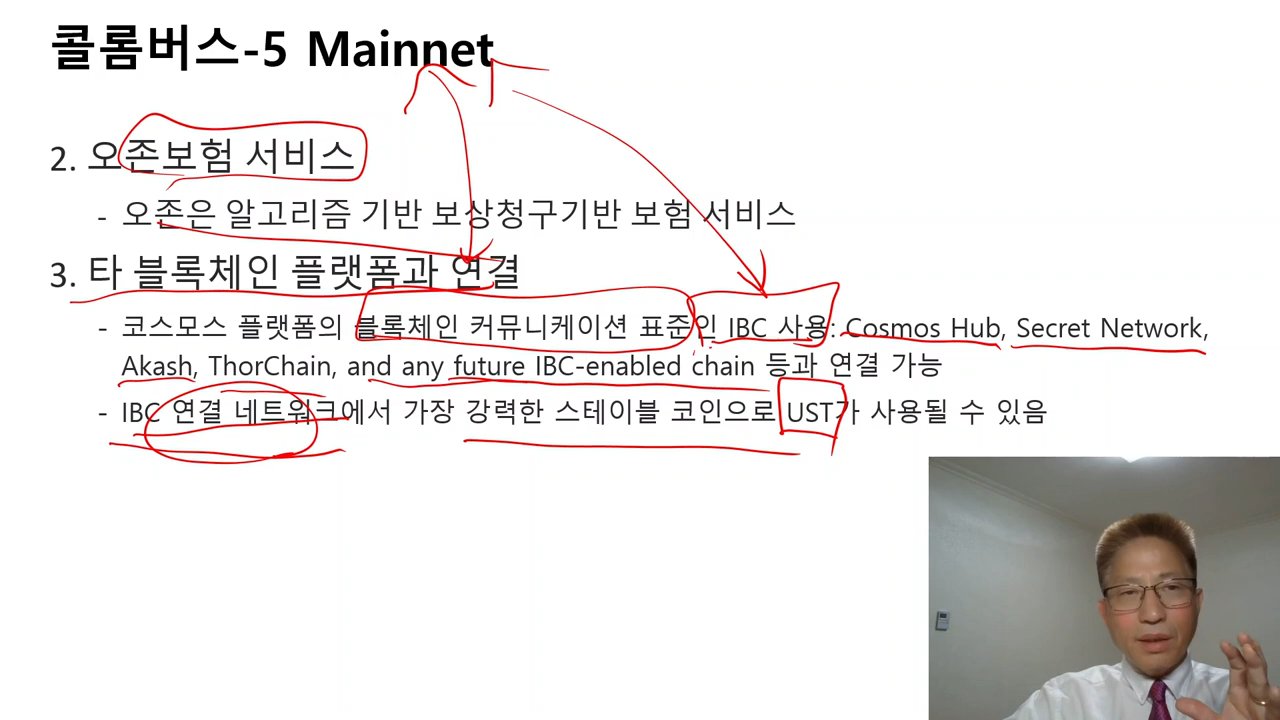 콜롬버스-5 Mainnet
2. 오존보험 서비스
- 오존은 알고리즘 기반 보상청구기반 보험 서비스
3. 타 블록체인 플랫폼과 연결
- 코스모스 플랫폼의 블록체인 커뮤니케이션 표준인 IBC 사용: Cosmos Hub, Secret Network,
Akash, ThorChain, and any future IBC-enabled chain 등과 연결 가능
- IBC 연결 네트워크에서 가장 강력한 스테이블 코인으로 UST가 사용될 수 있음